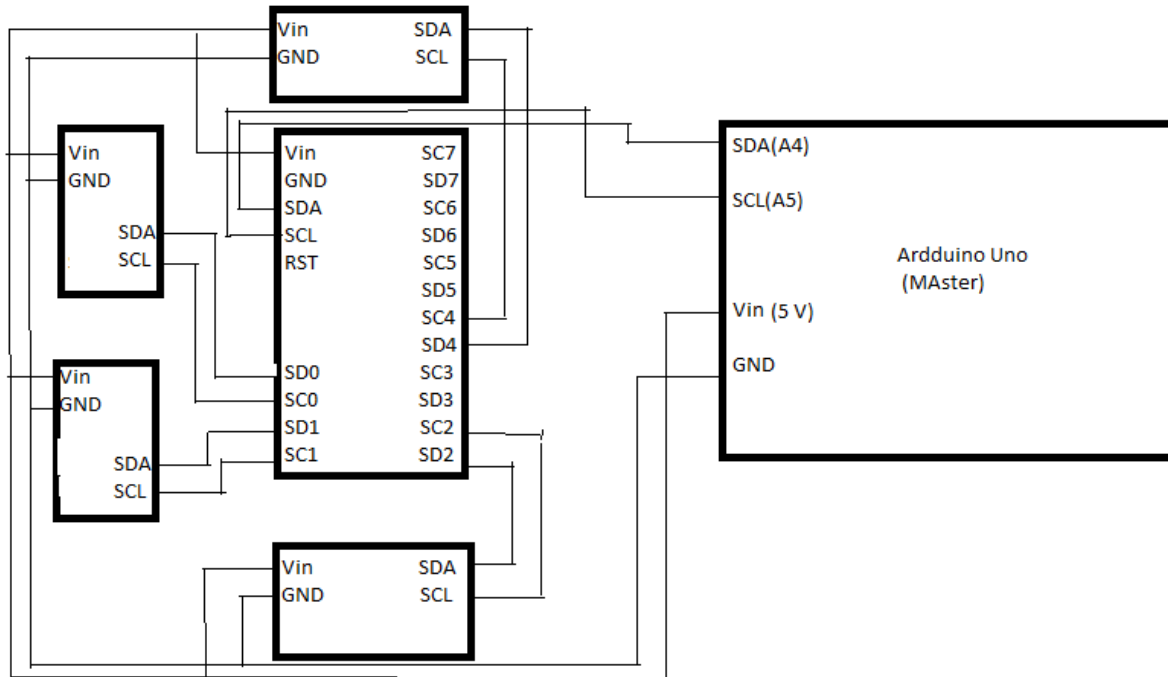 Vin SDA
GND SCL
Vin
GND
SDA
SCL
Vin SC7
GND SD7
SDA SC6
SCL SD6
RST SC5
SD5
SC4
SD4
SD0 SC3
SC0 SD3
SD1 SC2
SC1 SD2
SDA(A4)
SCL(A5)
Ardduino Uno
(MAster)
Vin (5 V)
GND
Vin
GND
SDA
SCL
Vin SDA
GND SCL